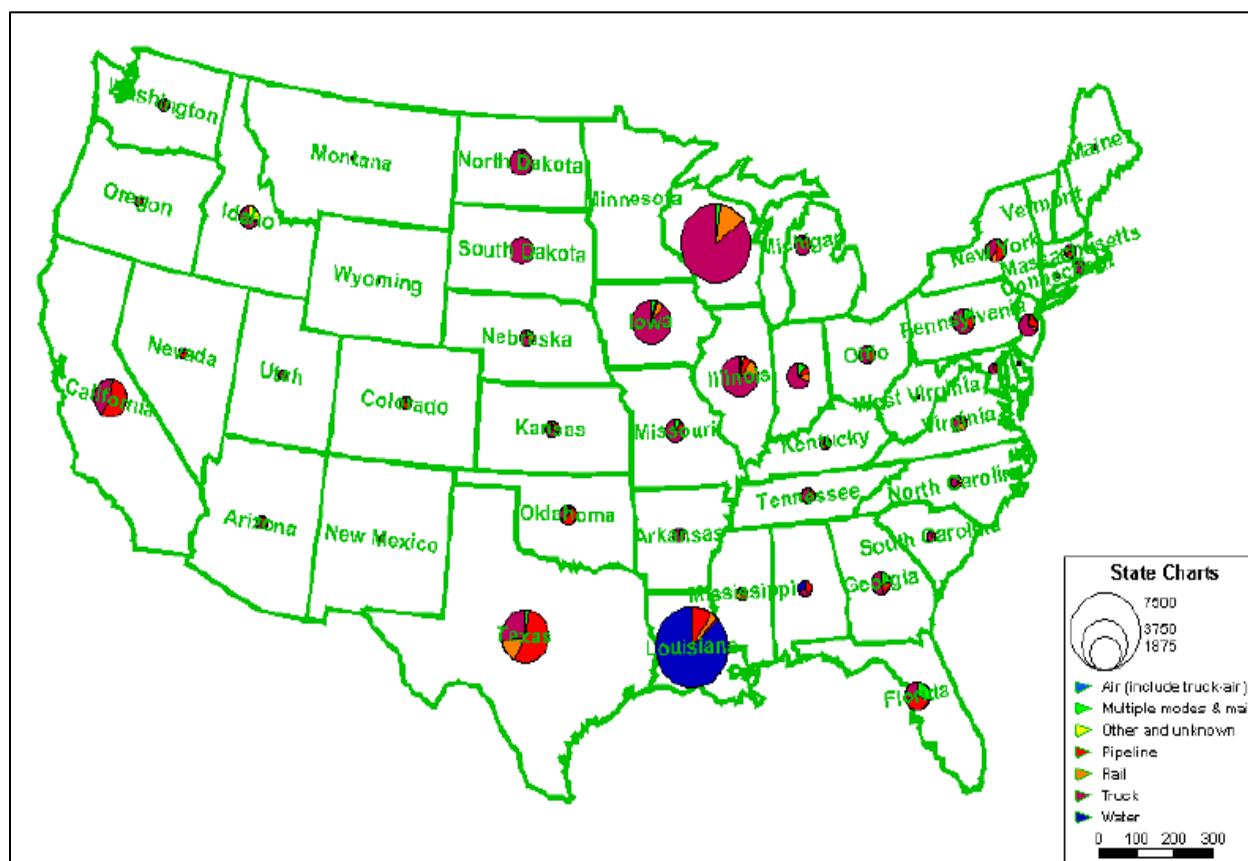 Washington
Montana
North Dakota
Minnesota
Maine
Oregon
Idaho
Vermont
South Dakota
Michigan
New York
Massachusetts
Wyoming
Connecticut
Nebraska
Iowa
Pennsylvania
Nevada
Utah
Illinois
Ohio
California
Colorado
West Virginia
Kansas
Missouri
Virginia
Kentucky
Tennessee
North Carolina
Oklahoma
Arizona
New Mexico
Arkansas
South Carolina
Mississippi
Georgia
Texas
Louisiana
Florida
State Charts
7500
3750
1875
Air (include truck-air)
Multiple modes & mai
Other and unknown
Pipeline
Rail
Truck
Water
0 100 200 300